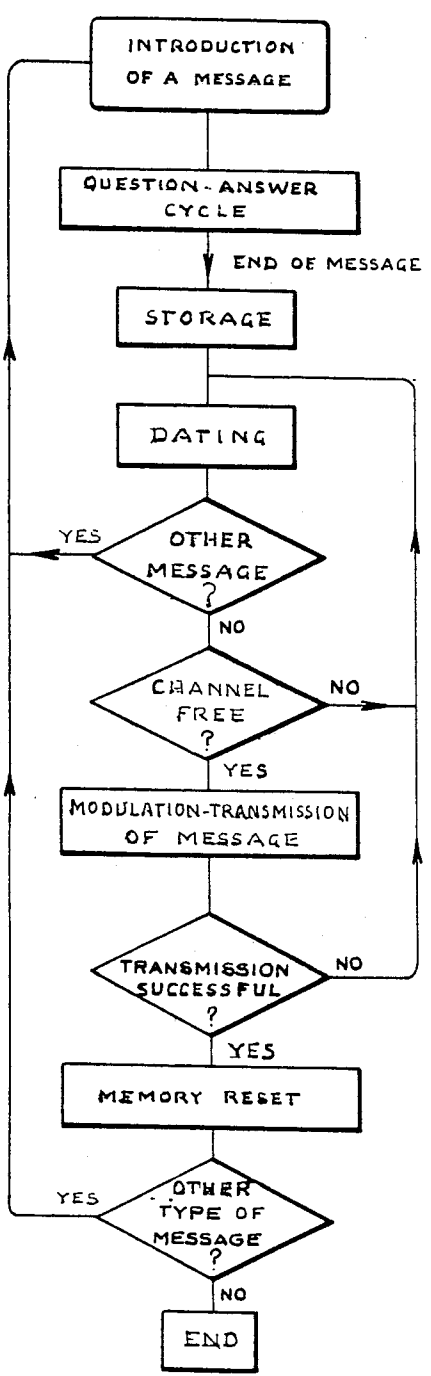 INTRODUCTION
OF A MESSAGE
QUESTION-ANSWER
CYCLE
END OF MESSAGE
STORAGE
DATING
YES
OTHER
MESSAGE
?
NO
CHANNEL
FREE
?
NO
YES
MODULATION-TRANSMISSION
OF MESSAGE
TRANSMISSION
SUCCESSFUL
?
NO
YES
MEMORY RESET
YES
OTHER
TYPE OF
MESSAGE
?
NO
END